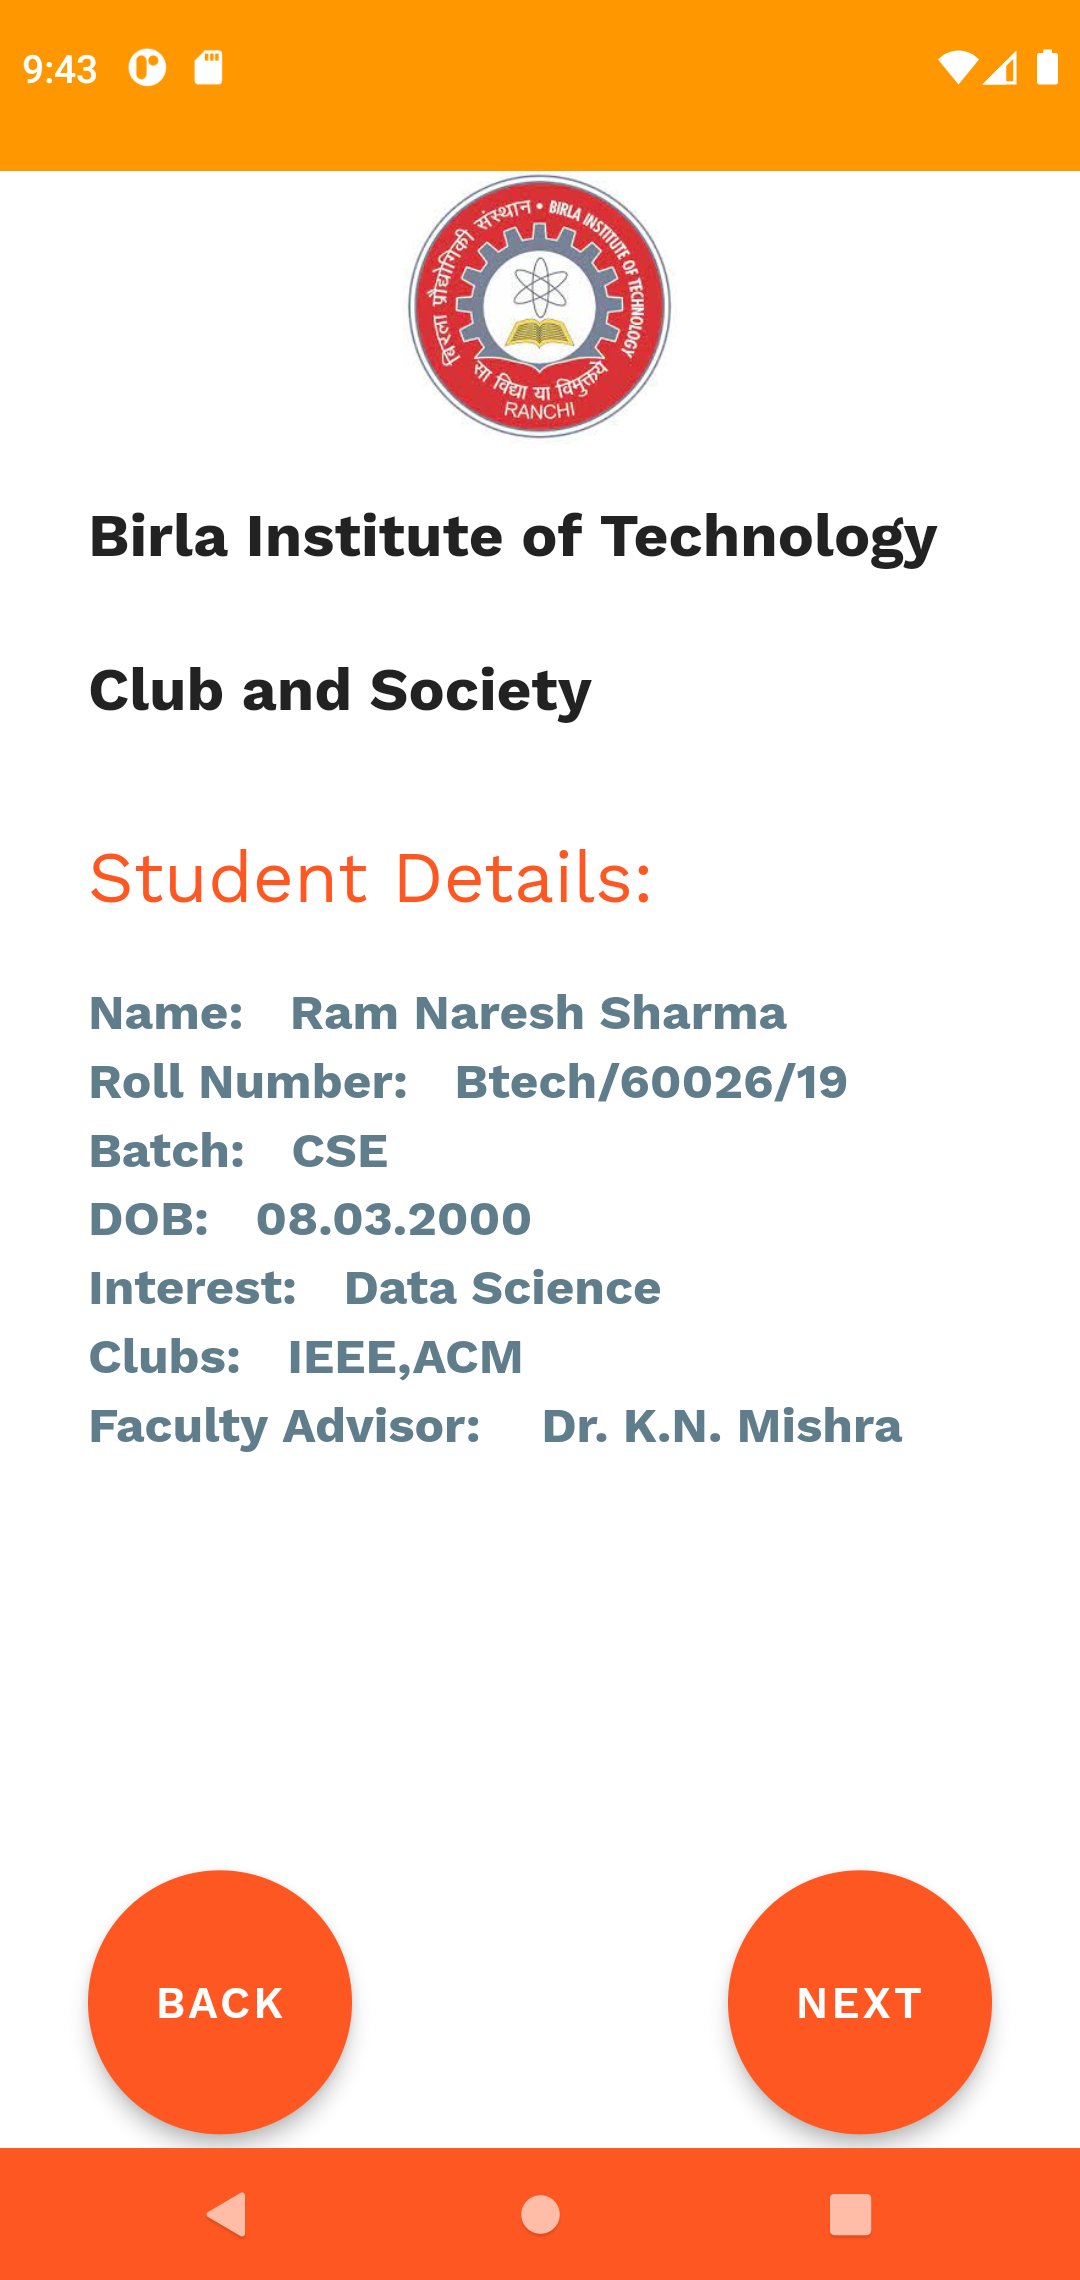 9:43
बिरला प्रौद्योगिकी संस्थान • BIRLA INSTITUTE OF TECHNOLOGY
सा विद्या या विमुक्तये
RANCHI
Birla Institute of Technology
Club and Society
Student Details:
Name: Ram Naresh Sharma
Roll Number: Btech/60026/19
Batch: CSE
DOB: 08.03.2000
Interest: Data Science
Clubs: IEEE,ACM
Faculty Advisor: Dr. K.N. Mishra
BACK NEXT